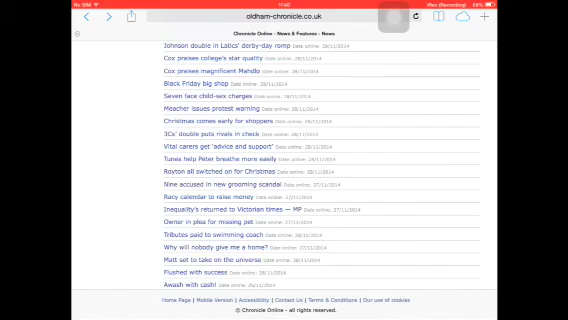 No SIM
11:40
iRec (Recording) 69%
oldham-chronicle.co.uk
Chronicle Online - News & Features - News
Johnson double in Latics' derby-day romp Date online: 28/11/2014
Cox praises college's star quality Date online: 28/11/2014
Cox praises magnificent Mahdlo Date online: 28/11/2014
Black Friday big shop Date online: 28/11/2014
Seven face child-sex charges Date online: 28/11/2014
Meacher issues protest warning Date online: 28/11/2014
Christmas comes early for shoppers Date online: 28/11/2014
3Cs' double puts rivals in check Date online: 28/11/2014
Vital carers get 'advice and support' Date online: 28/11/2014
Tunes help Peter breathe more easily Date online: 28/11/2014
Royton all switched on for Christmas Date online: 28/11/2014
Nine accused in new grooming scandal Date online: 27/11/2014
Racy calendar to raise money Date online: 27/11/2014
Inequality's returned to Victorian times — MP Date online: 27/11/2014
Owner in plea for missing pet Date online: 27/11/2014
Tributes paid to swimming coach Date online: 28/11/2014
Why will nobody give me a home? Date online: 27/11/2014
Matt set to take on the universe Date online: 28/11/2014
Flushed with success Date online: 28/11/2014
Awash with cash! Date online: 26/11/2014
Home Page | Mobile Version | Accessibility | Contact Us | Terms & Conditions | Our use of cookies
© Chronicle Online - all rights reserved.